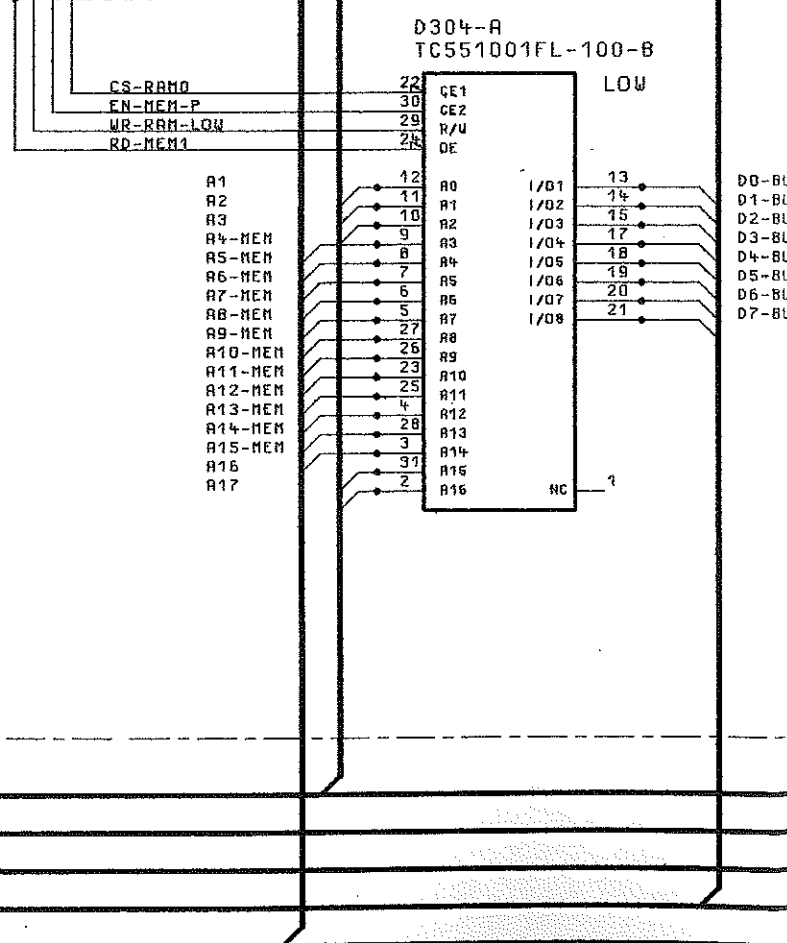 D304-A
TC551001FL-100-B
LOW
CS-RAM0 22 CE1
EN-MEM-P 30 CE2
WR-RAM-LOW 29 R/W
RD-MEM1 24 OE
A1 12 A0 I/O1 13 D0-BU
A2 11 A1 I/O2 14 D1-BU
A3 10 A2 I/O3 15 D2-BU
A4-MEM 9 A3 I/O4 17 D3-BU
A5-MEM 8 A4 I/O5 18 D4-BU
A6-MEM 7 A5 I/O6 19 D5-BU
A7-MEM 6 A6 I/O7 20 D6-BU
A8-MEM 5 A7 I/O8 21 D7-BU
A9-MEM 27 A8
A10-MEM 26 A9
A11-MEM 23 A10
A12-MEM 25 A11
A13-MEM 4 A12
A14-MEM 28 A13
A15-MEM 3 A14
A16 31 A15
A17 2 A16 NC 1